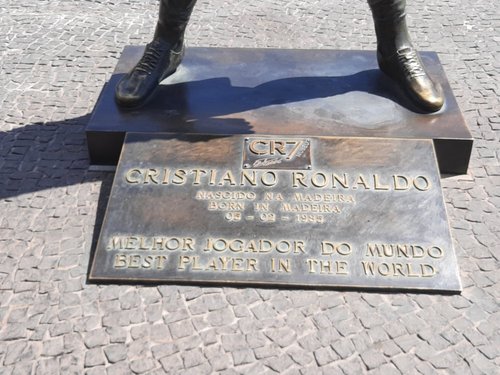 CR7
CRISTIANO RONALDO
NASCIDO NA MADEIRA
BORN IN MADEIRA
05 - 02 - 1985
MELHOR JOGADOR DO MUNDO
BEST PLAYER IN THE WORLD